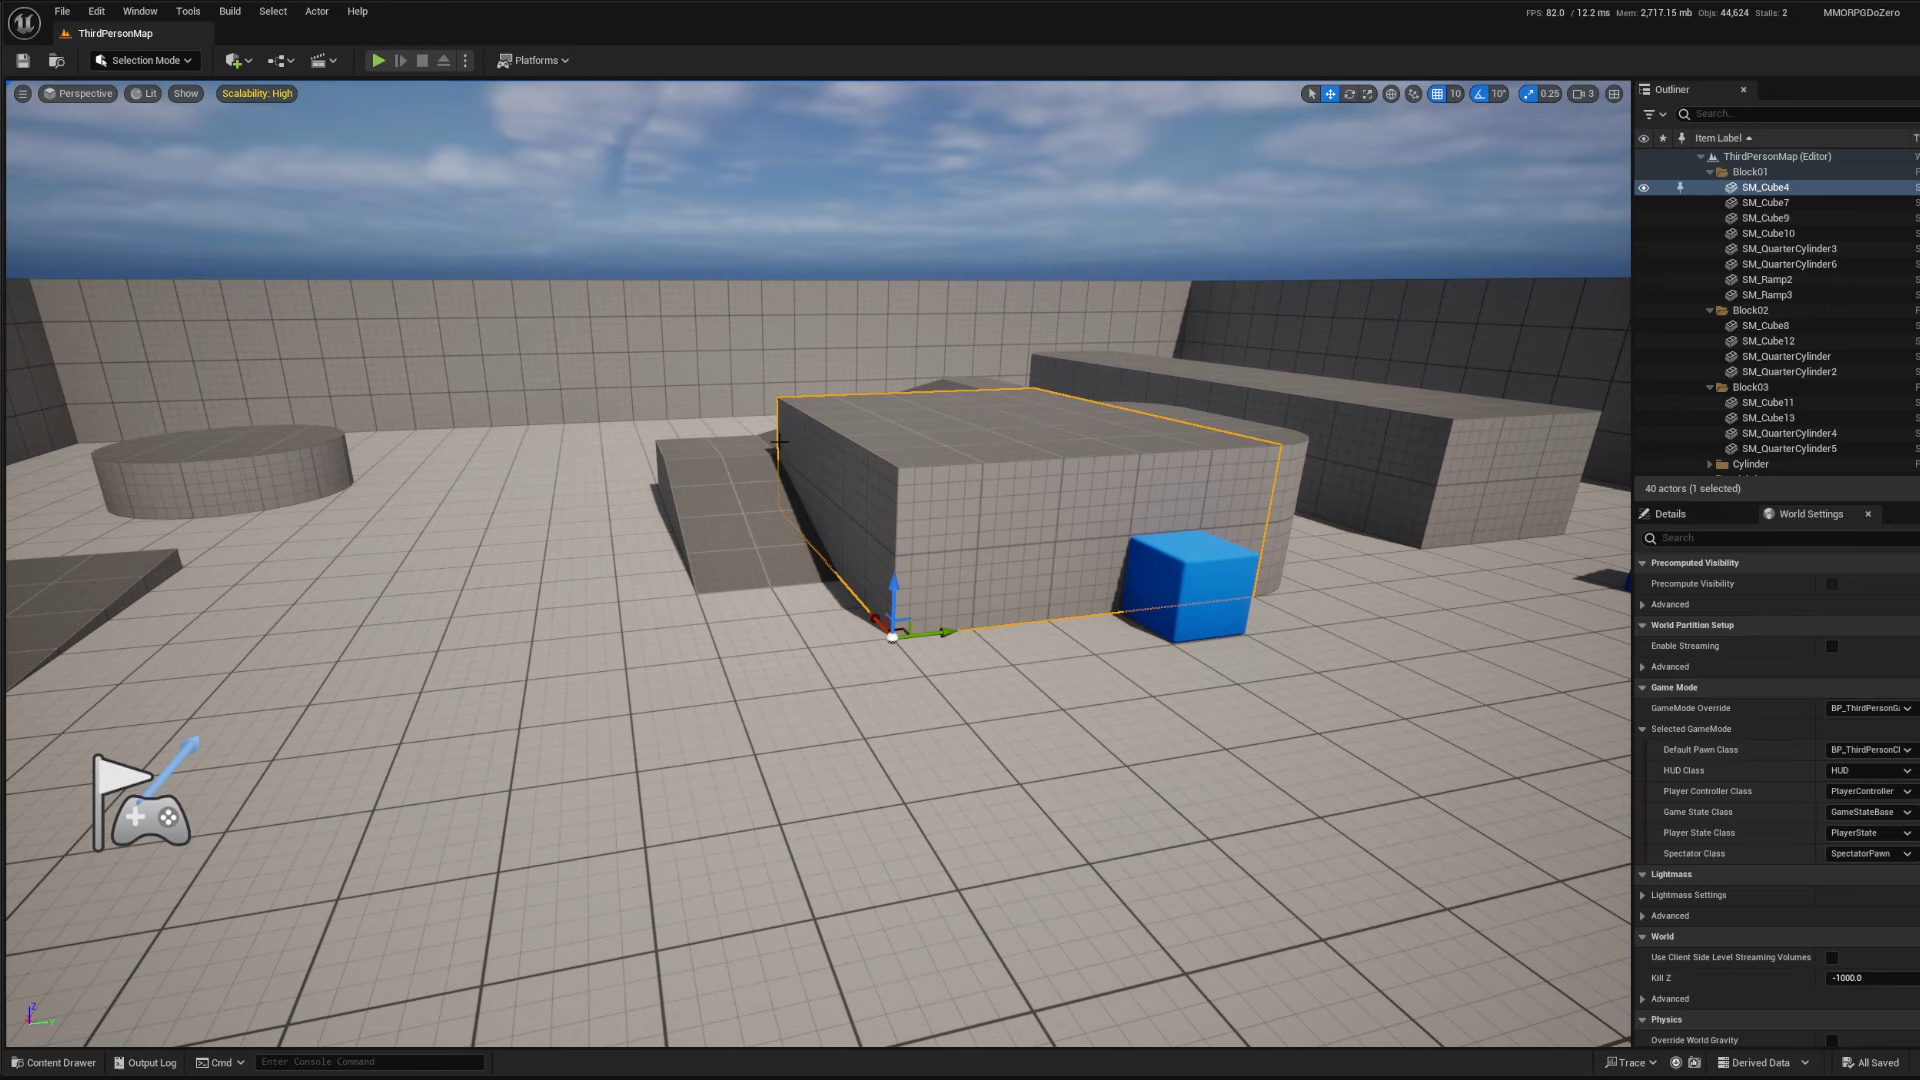 File Edit Window Tools Build Select Actor Help
FPS: 82.0 / 12.2 ms Mem: 2,717.15 mb Objs: 44,624 Stalls: 2 MMORPGDoZero
ThirdPersonMap
Selection Mode Platforms
Perspective Lit Show Scalability: High 10 10° 0.25 3
Outliner
Search...
Item Label
ThirdPersonMap (Editor)
Block01
SM_Cube4
SM_Cube7
SM_Cube9
SM_Cube10
SM_QuarterCylinder3
SM_QuarterCylinder6
SM_Ramp2
SM_Ramp3
Block02
SM_Cube8
SM_Cube12
SM_QuarterCylinder
SM_QuarterCylinder2
Block03
SM_Cube11
SM_Cube13
SM_QuarterCylinder4
SM_QuarterCylinder5
Cylinder
40 actors (1 selected)
Details World Settings
Search
Precomputed Visibility
Precompute Visibility
Advanced
World Partition Setup
Enable Streaming
Advanced
Game Mode
GameMode Override BP_ThirdPersonGa
Selected GameMode
Default Pawn Class BP_ThirdPersonCl
HUD Class HUD
Player Controller Class PlayerController
Game State Class GameStateBase
Player State Class PlayerState
Spectator Class SpectatorPawn
Lightmass
Lightmass Settings
Advanced
World
Use Client Side Level Streaming Volumes
Kill Z -1000.0
Advanced
Physics
Override World Gravity
Z
Y
Content Drawer Output Log Cmd Enter Console Command Trace Derived Data All Saved